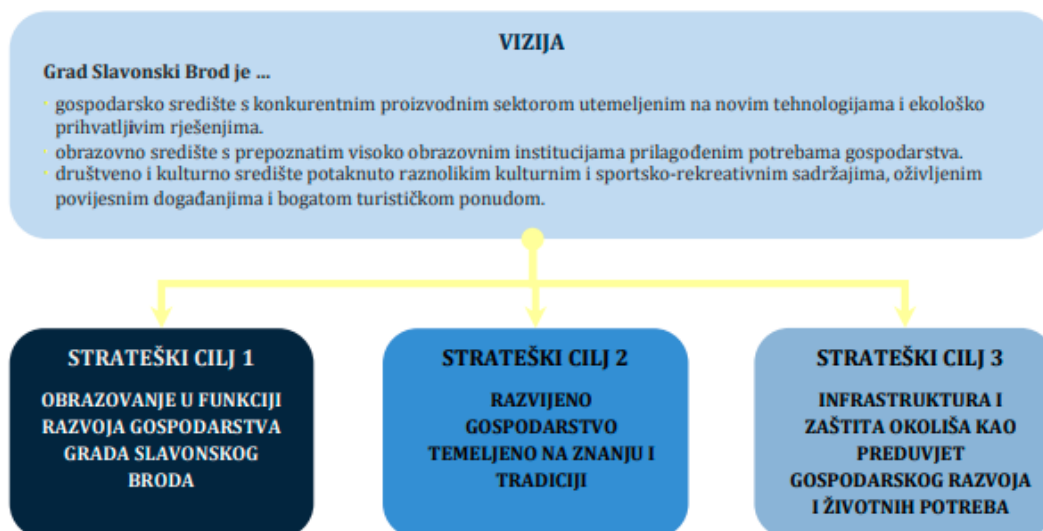 VIZIJA
Grad Slavonski Brod je ...
· gospodarsko središte s konkurentnim proizvodnim sektorom utemeljenim na novim tehnologijama i ekološko
prihvatljivim rješenjima.
· obrazovno središte s prepoznatim visoko obrazovnim institucijama prilagođenim potrebama gospodarstva.
· društveno i kulturno središte potaknuto raznolikim kulturnim i sportsko-rekreativnim sadržajima, oživljenim
povijesnim događanjima i bogatom turističkom ponudom.
STRATEŠKI CILJ 1
OBRAZOVANJE U FUNKCIJI
RAZVOJA GOSPODARSTVA
GRADA SLAVONSKOG
BRODA
STRATEŠKI CILJ 2
RAZVIJENO
GOSPODARSTVO
TEMELJENO NA ZNANJU I
TRADICIJI
STRATEŠKI CILJ 3
INFRASTRUKTURA I
ZAŠTITA OKOLIŠA KAO
PREDUVJET
GOSPODARSKOG RAZVOJA
I ŽIVOTNIH POTREBA